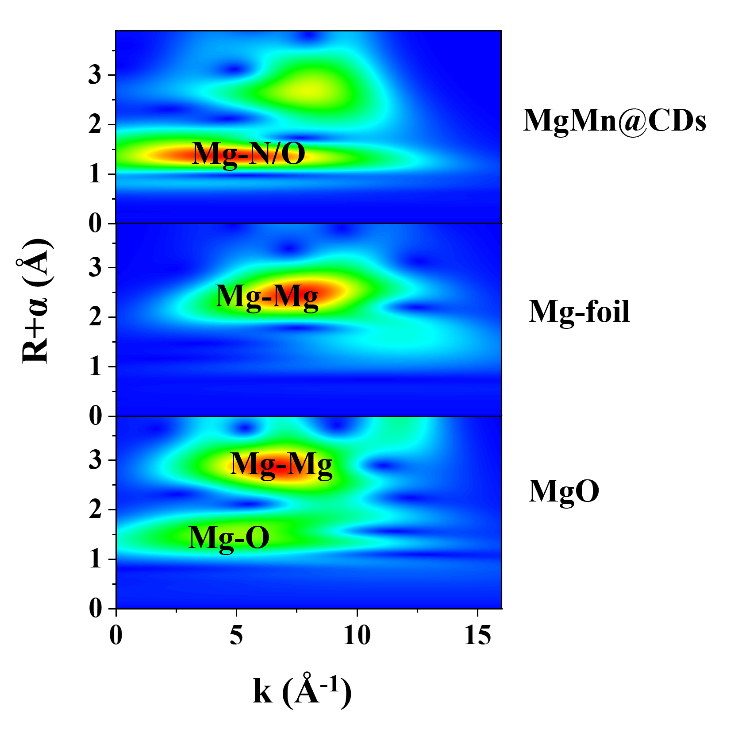 3
2
1
0
Mg-N/O
MgMn@CDs
3
2
1
0
Mg-Mg
Mg-foil
R+α (Å)
3
2
1
0
Mg-Mg
Mg-O
MgO
0 5 10 15
k (Å⁻¹)